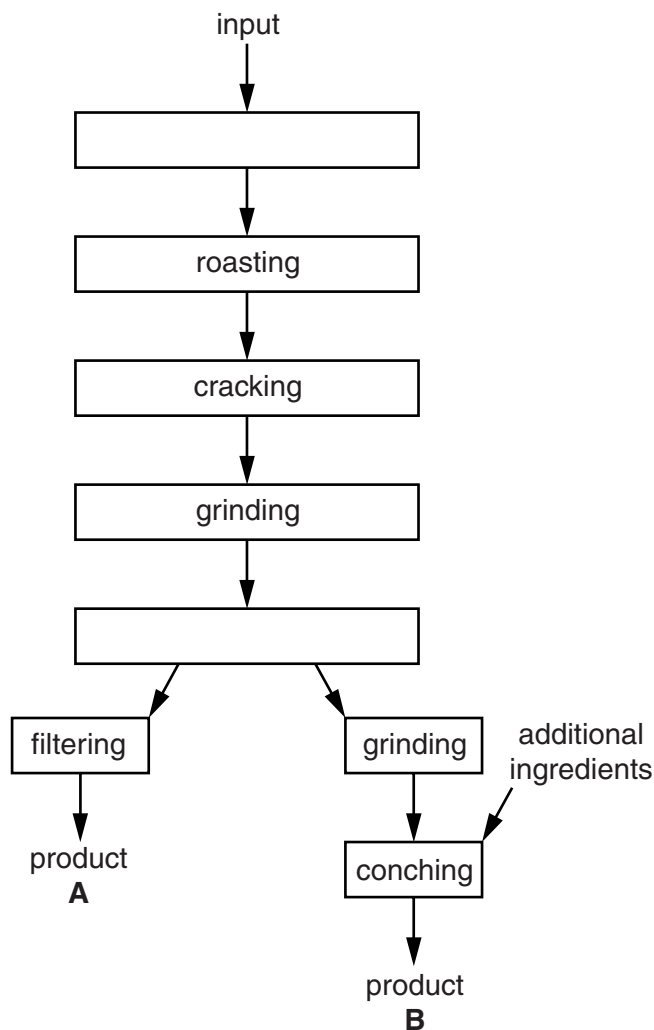 input
roasting
cracking
grinding
filtering
grinding
additional
ingredients
product
A
conching
product
B